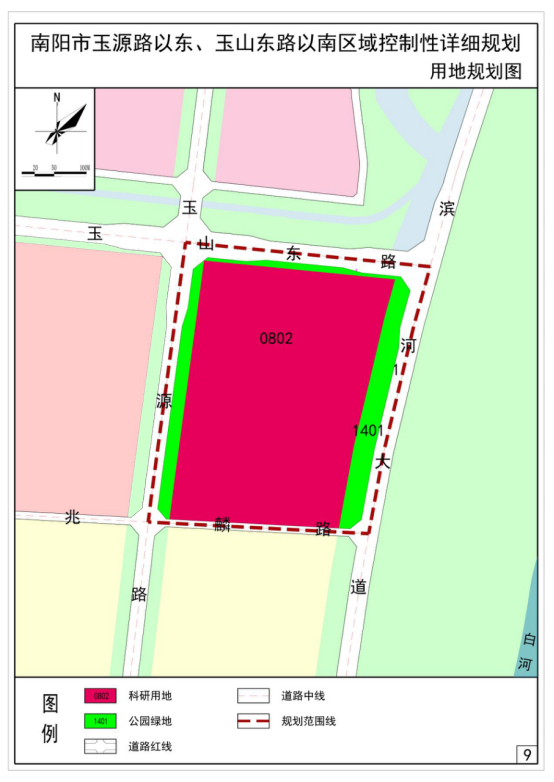 南阳市玉源路以东、玉山东路以南区域控制性详细规划
用地规划图
N
20 50 100M
玉山东路
玉源路
滨河大道
兆麟路
0802
1
1401
白河
图例
0802 科研用地
1401 公园绿地
道路红线
道路中线
规划范围线
9